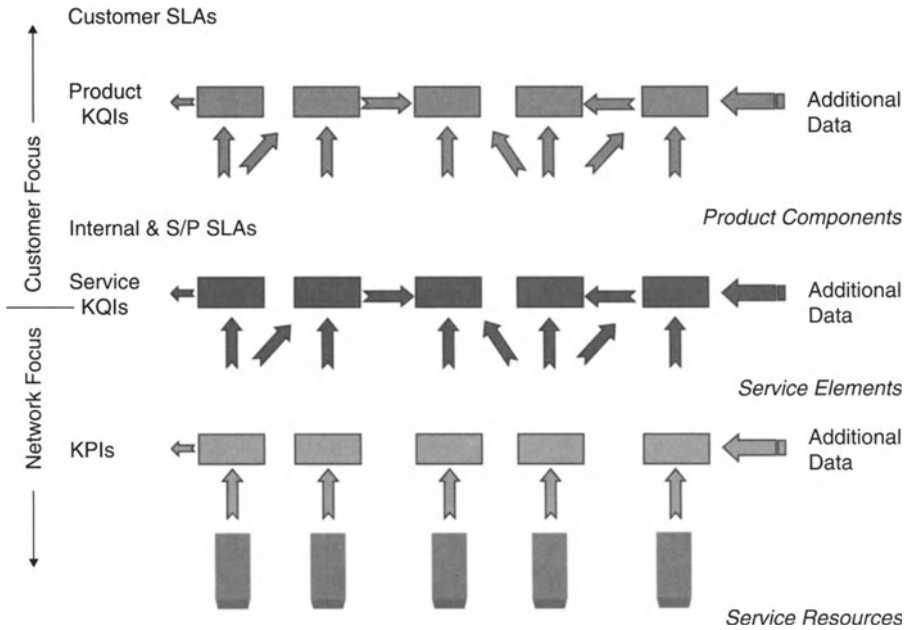 Customer SLAs
Product
KQIs
Additional
Data
Product Components
Internal & S/P SLAs
Service
KQIs
Additional
Data
Service Elements
KPIs
Additional
Data
Service Resources
Customer Focus
Network Focus